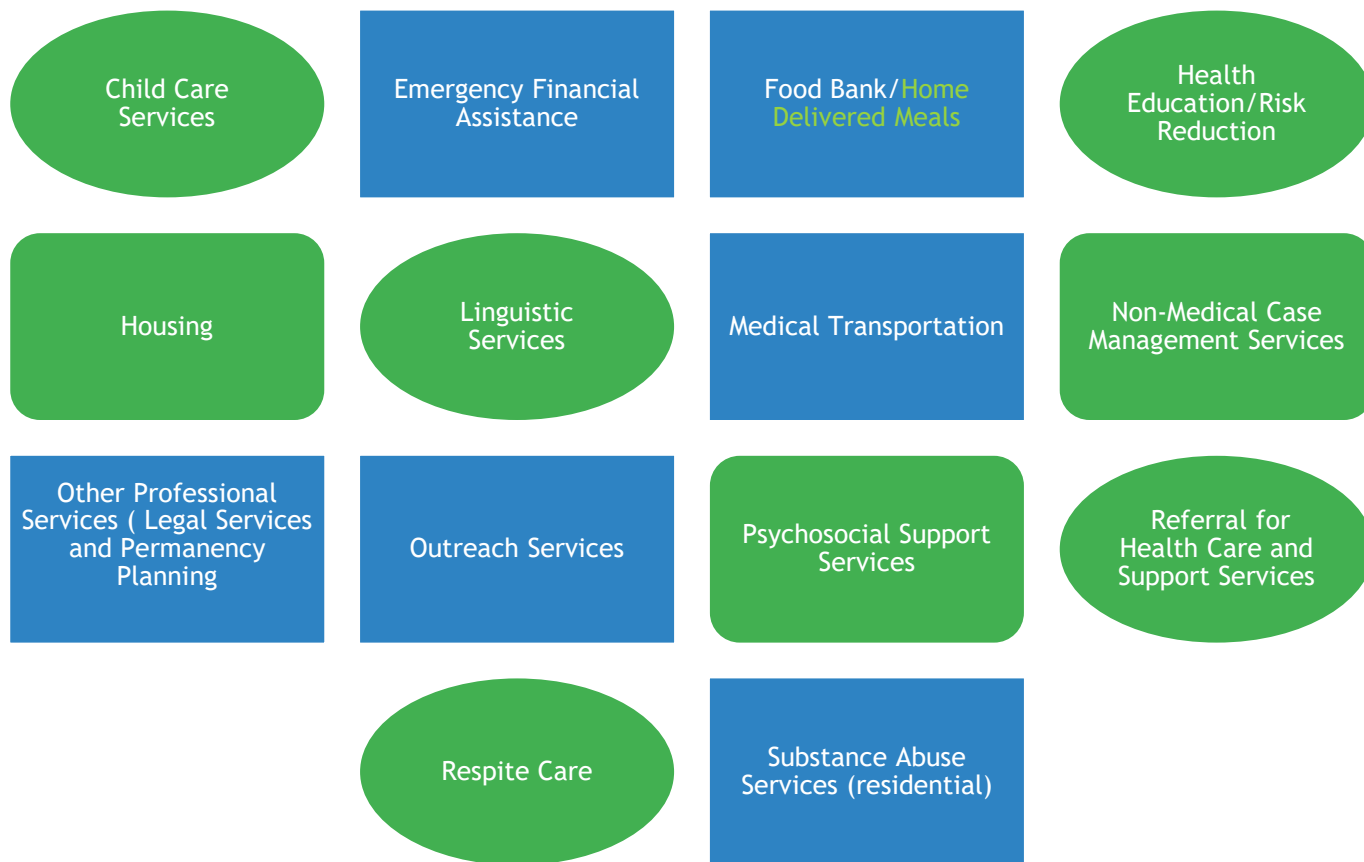 Child Care
Services
Emergency Financial
Assistance
Food Bank/Home
Delivered Meals
Health
Education/Risk
Reduction
Housing
Linguistic
Services
Medical Transportation
Non-Medical Case
Management Services
Other Professional
Services ( Legal Services
and Permanency
Planning
Outreach Services
Psychosocial Support
Services
Referral for
Health Care and
Support Services
Respite Care
Substance Abuse
Services (residential)